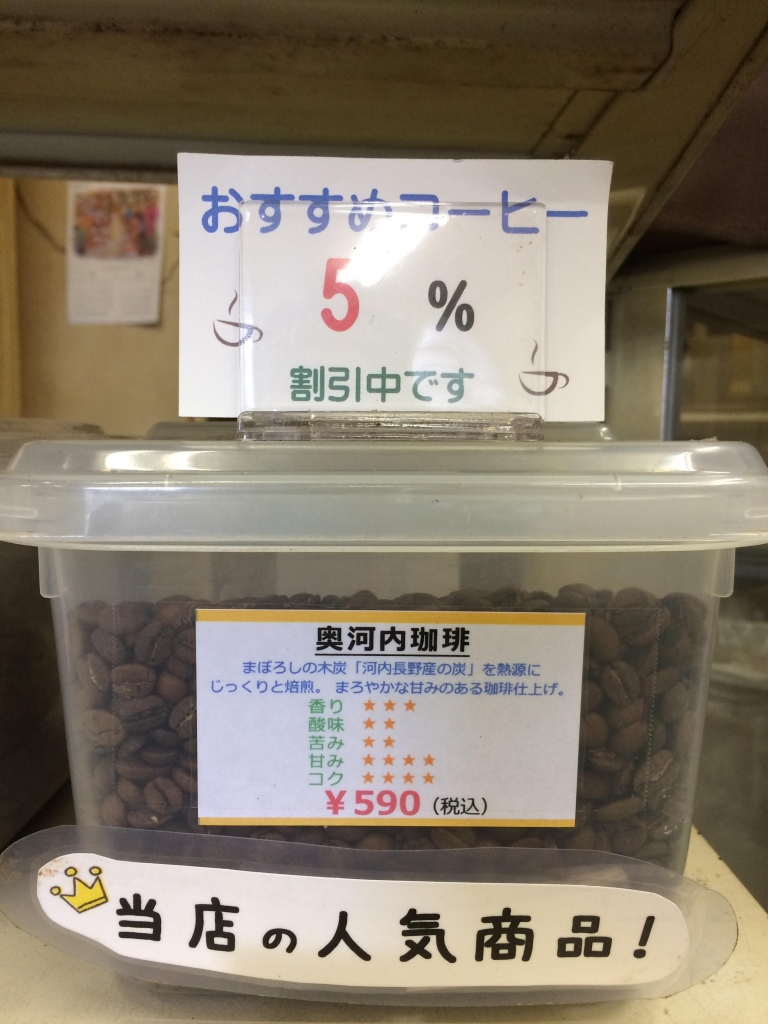 おすすめコーヒー
5 %
割引中です
奥河内珈琲
まぼろしの木炭「河内長野産の炭」を熱源に
じっくりと焙煎。まろやかな甘みのある珈琲仕上げ。
香り ★★★
酸味 ★★
苦み ★★
甘み ★★★★
コク ★★★★
¥590（税込）
当店の人気商品！